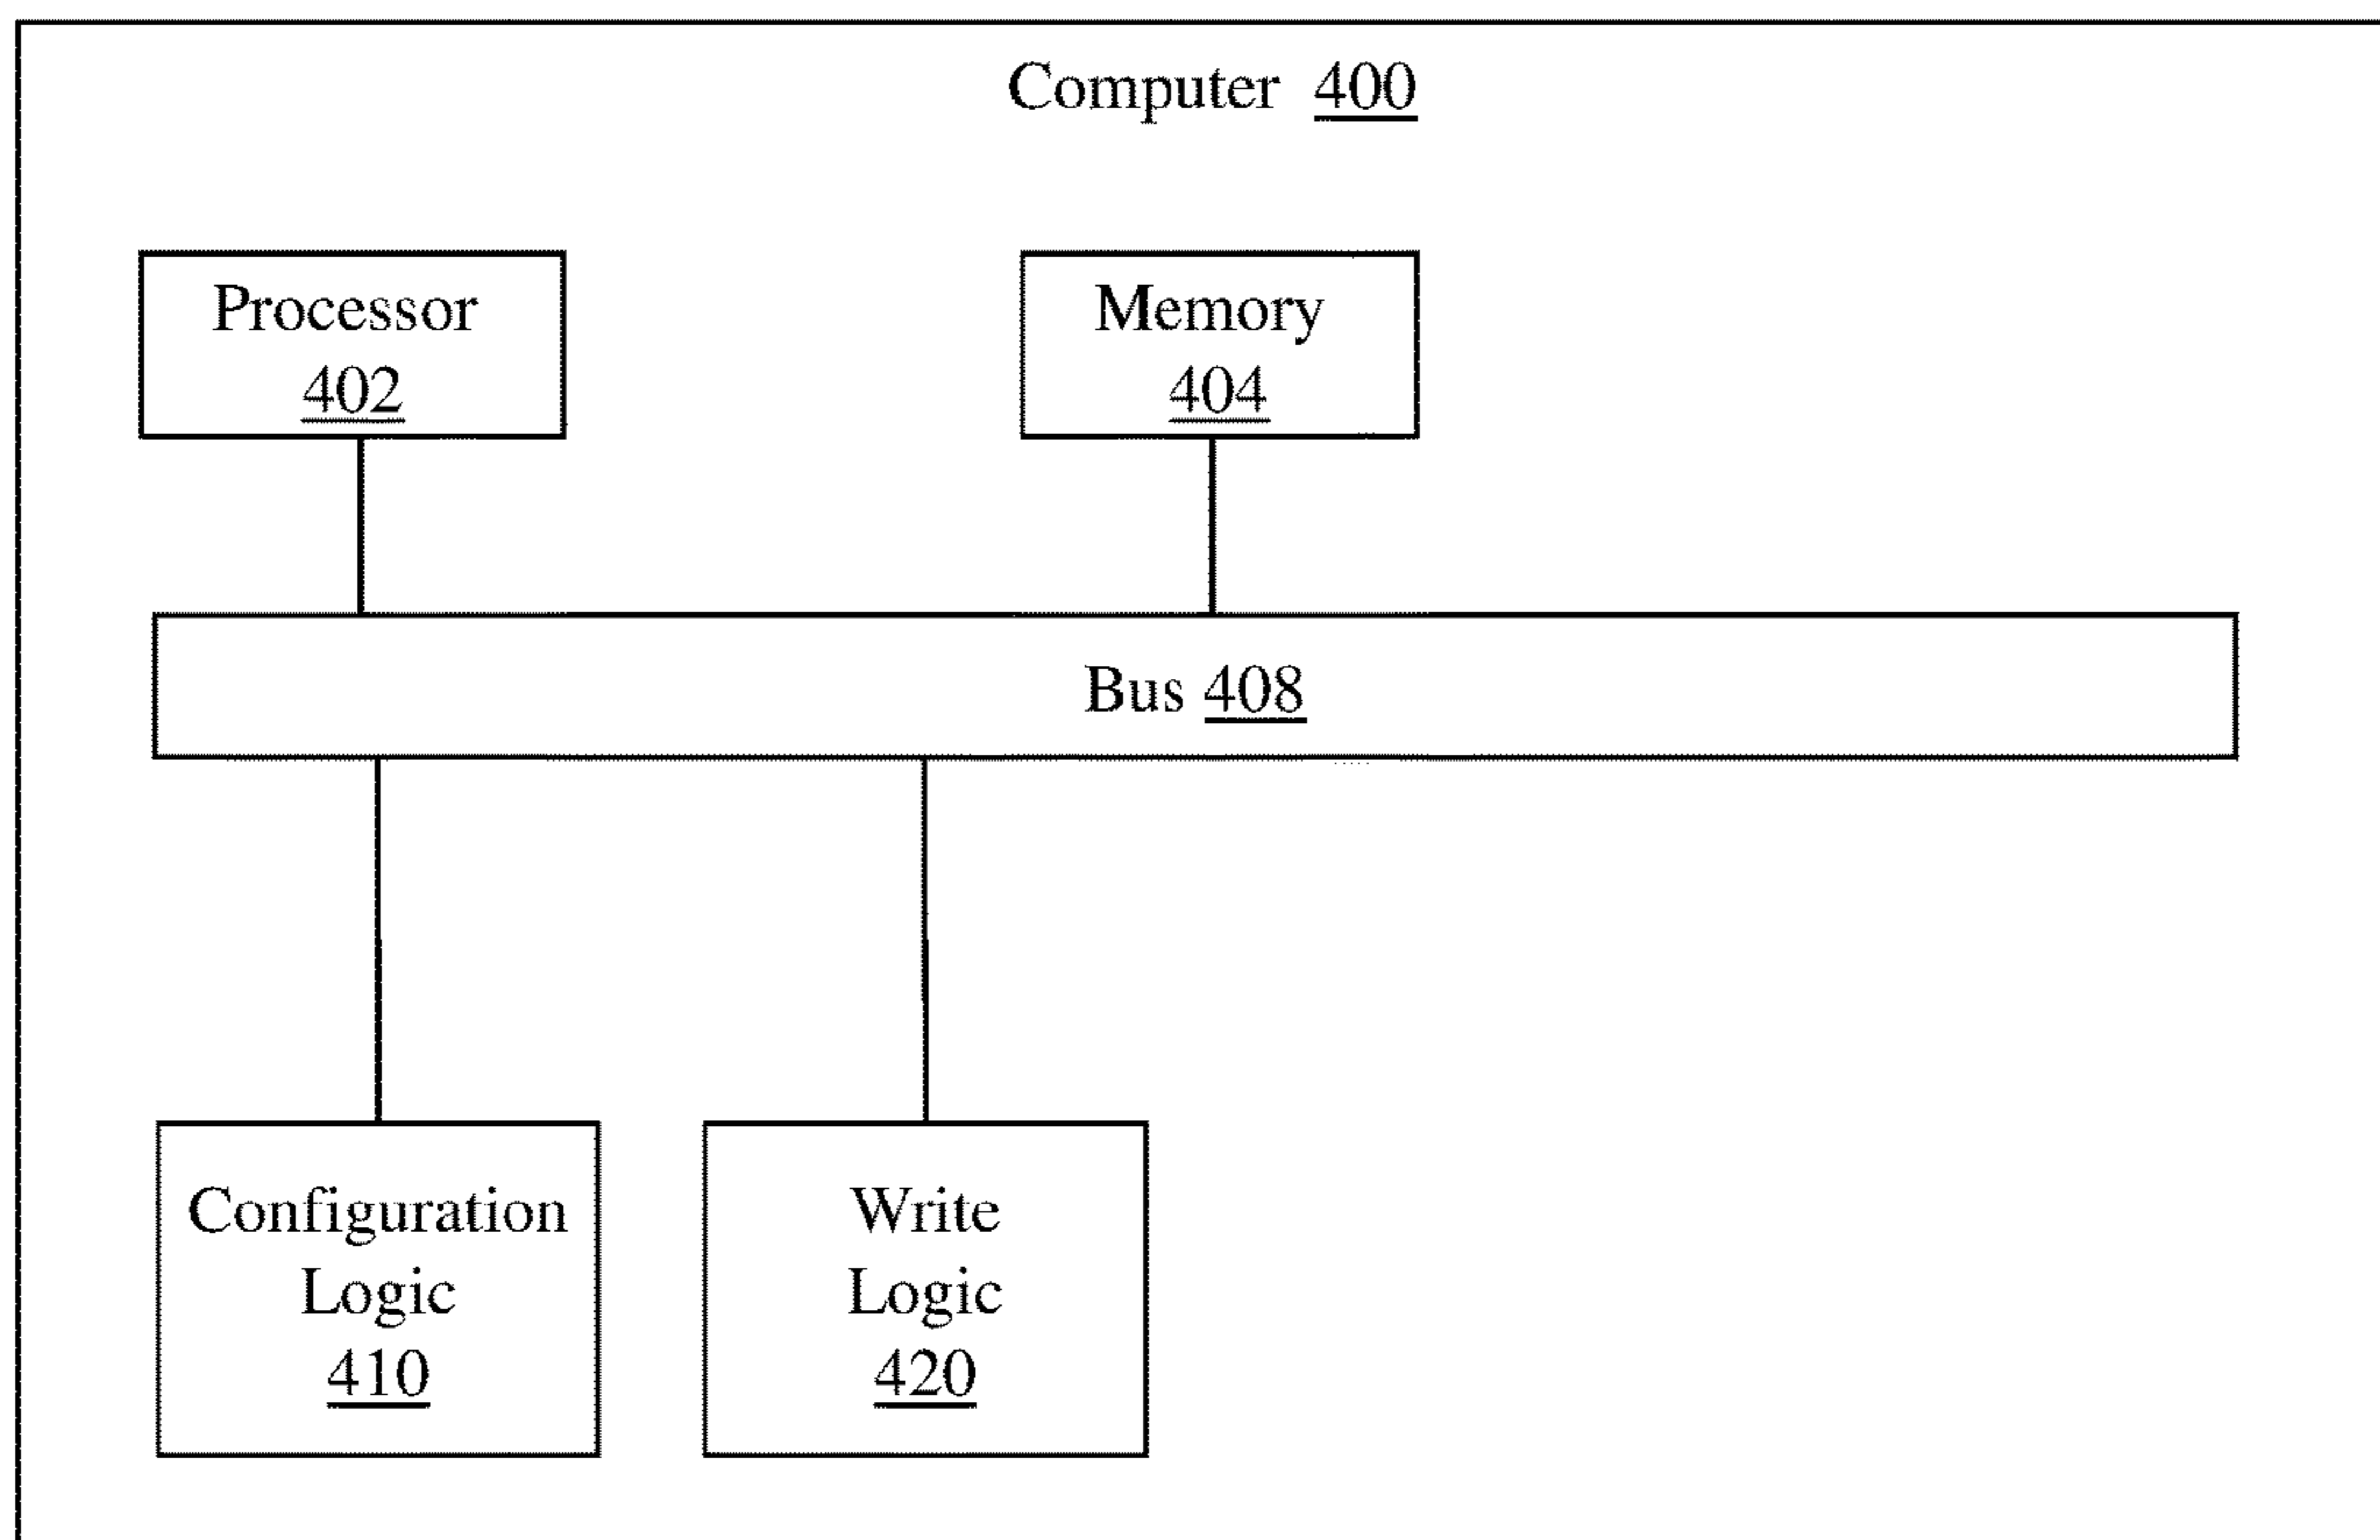 Computer 400
Processor
402
Memory
404
Bus 408
Configuration
Logic
410
Write
Logic
420